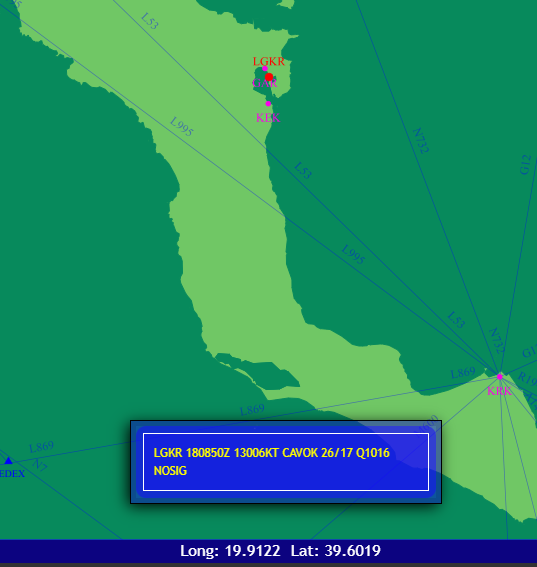 L53
LGKR
KEK
L995
N732
G12
L53
L995
L53
N732
L869
KRK
L869
L869
EDEX
N7
LGKR 180850Z 13006KT CAVOK 26/17 Q1016
NOSIG
Long: 19.9122 Lat: 39.6019